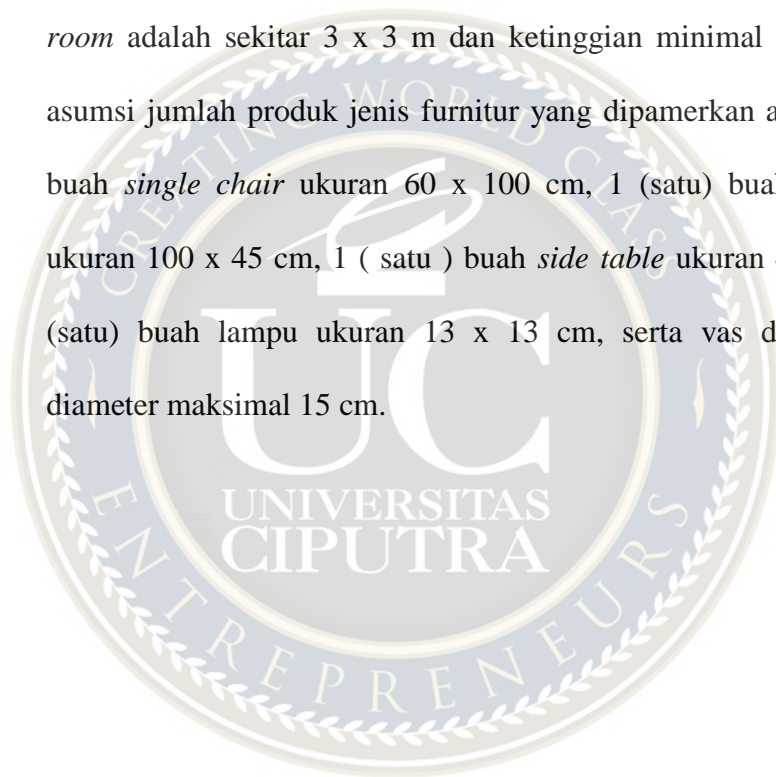 room adalah sekitar 3 x 3 m dan ketinggian minimal
asumsi jumlah produk jenis furnitur yang dipamerkan
buah single chair ukuran 60 x 100 cm, 1 (satu)
ukuran 100 x 45 cm, 1 ( satu ) buah side table ukuran
(satu) buah lampu ukuran 13 x 13 cm, serta vas
diameter maksimal 15 cm.
CREATING WORLD CLASS
UC
UNIVERSITAS
CIPUTRA
ENTREPRENEURS